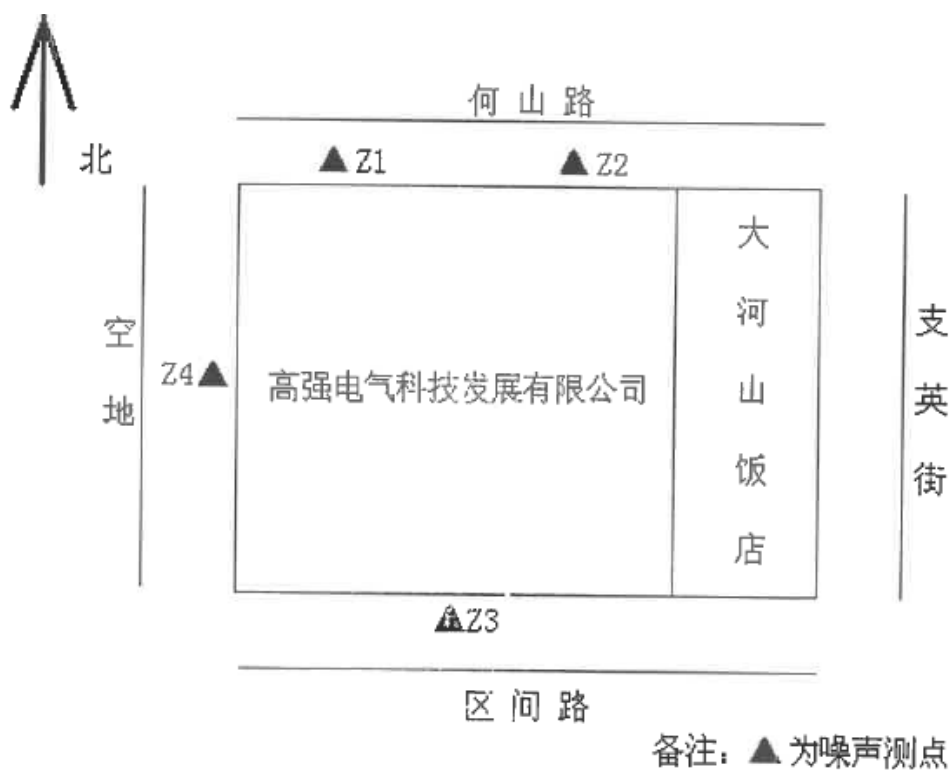 何山路
北
Z1
Z2
空地
Z4
高强电气科技发展有限公司
大河山饭店
支英街
Z3
区间路
备注：▲为噪声测点